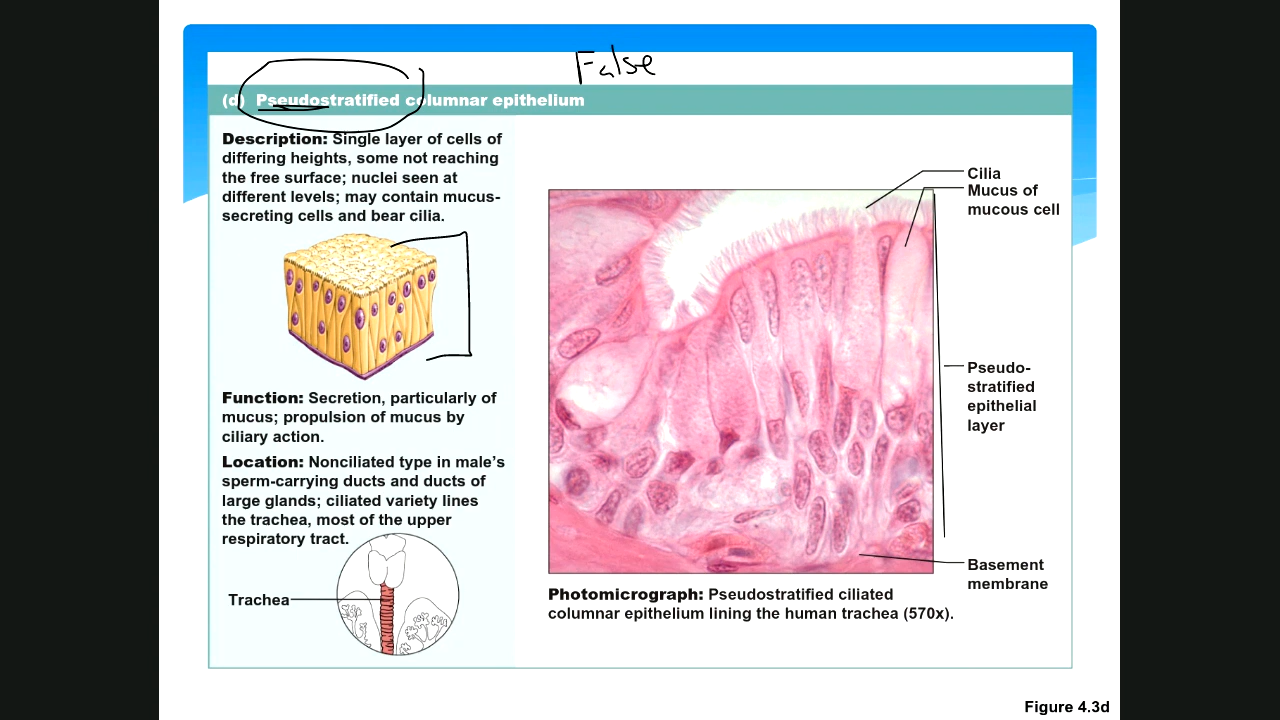 False
(d) Pseudostratified columnar epithelium
Description: Single layer of cells of
differing heights, some not reaching
the free surface; nuclei seen at
different levels; may contain mucus-
secreting cells and bear cilia.
Function: Secretion, particularly of
mucus; propulsion of mucus by
ciliary action.
Location: Nonciliated type in male’s
sperm-carrying ducts and ducts of
large glands; ciliated variety lines
the trachea, most of the upper
respiratory tract.
Trachea
Cilia
Mucus of
mucous cell
Pseudo-
stratified
epithelial
layer
Basement
membrane
Photomicrograph: Pseudostratified ciliated
columnar epithelium lining the human trachea (570x).
Figure 4.3d